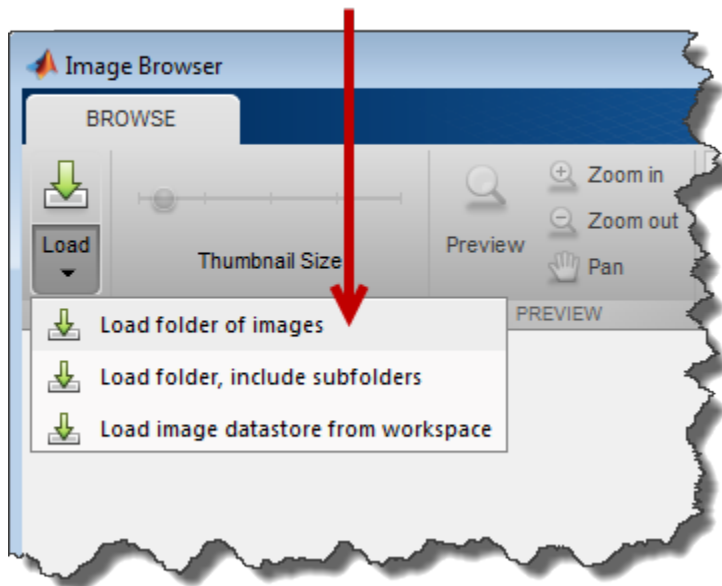 Image Browser
BROWSE
Load
Thumbnail Size
Preview
Zoom in
Zoom out
Pan
PREVIEW
Load folder of images
Load folder, include subfolders
Load image datastore from workspace